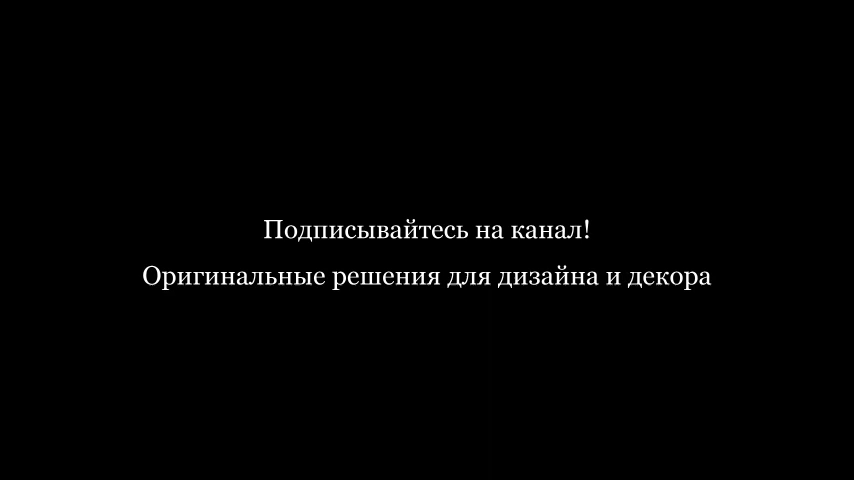 Подписывайтесь на канал!
Оригинальные решения для дизайна и декора